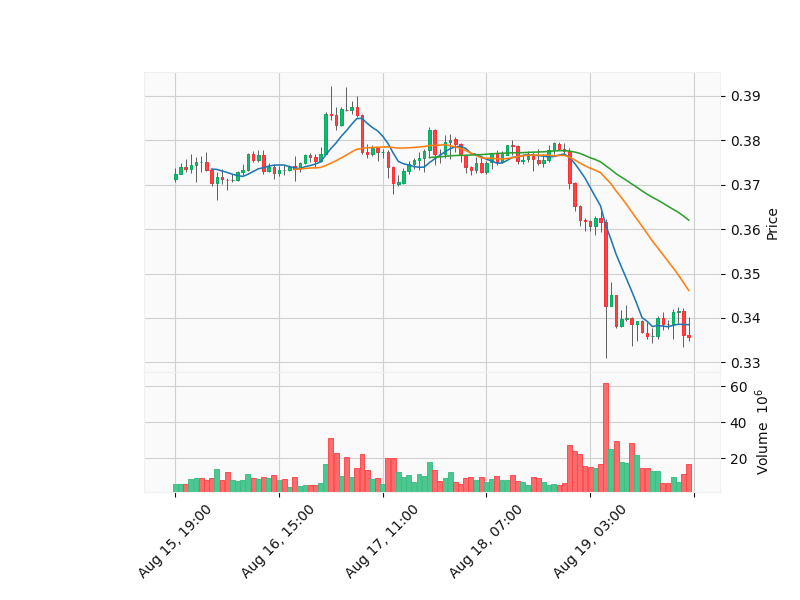 0.39
0.38
0.37
0.36
0.35
0.34
0.33
Price
60
40
20
Volume 10⁶
Aug 15, 19:00
Aug 16, 15:00
Aug 17, 11:00
Aug 18, 07:00
Aug 19, 03:00